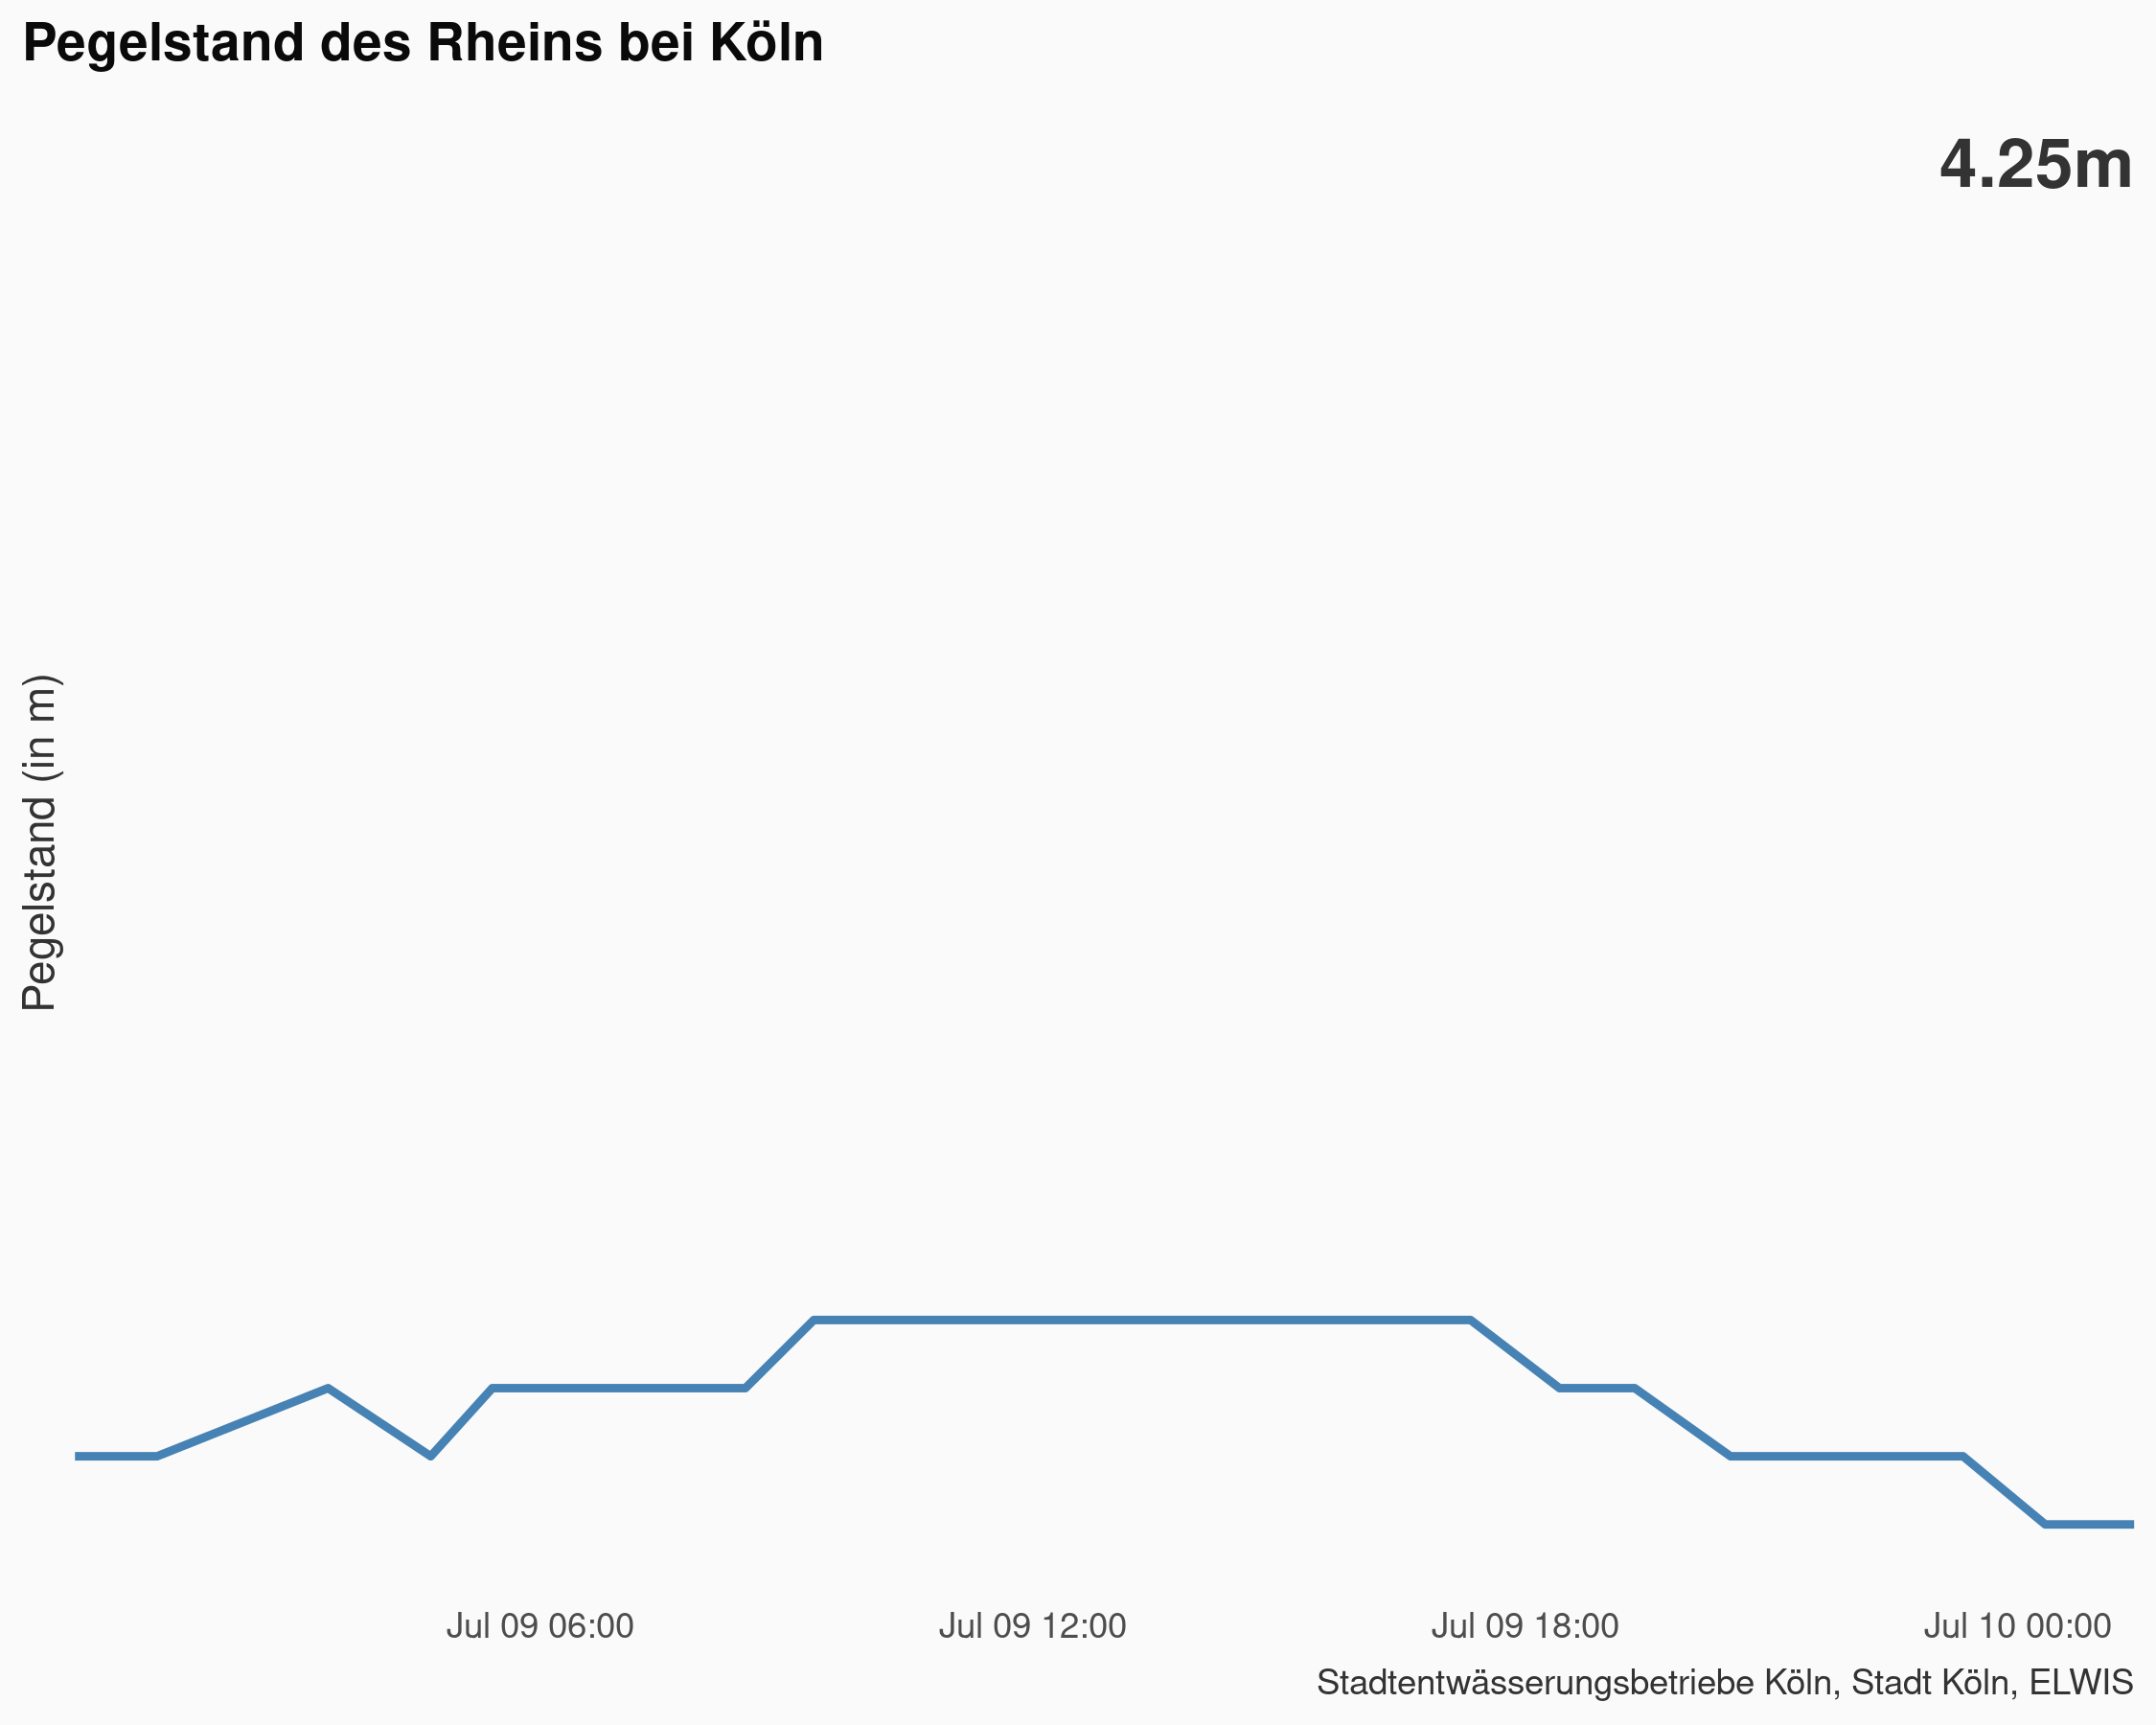 Pegelstand des Rheins bei Köln
4.25m
Pegelstand (in m)
Jul 09 06:00
Jul 09 12:00
Jul 09 18:00
Jul 10 00:00
Stadtentwässerungsbetriebe Köln, Stadt Köln, ELWIS